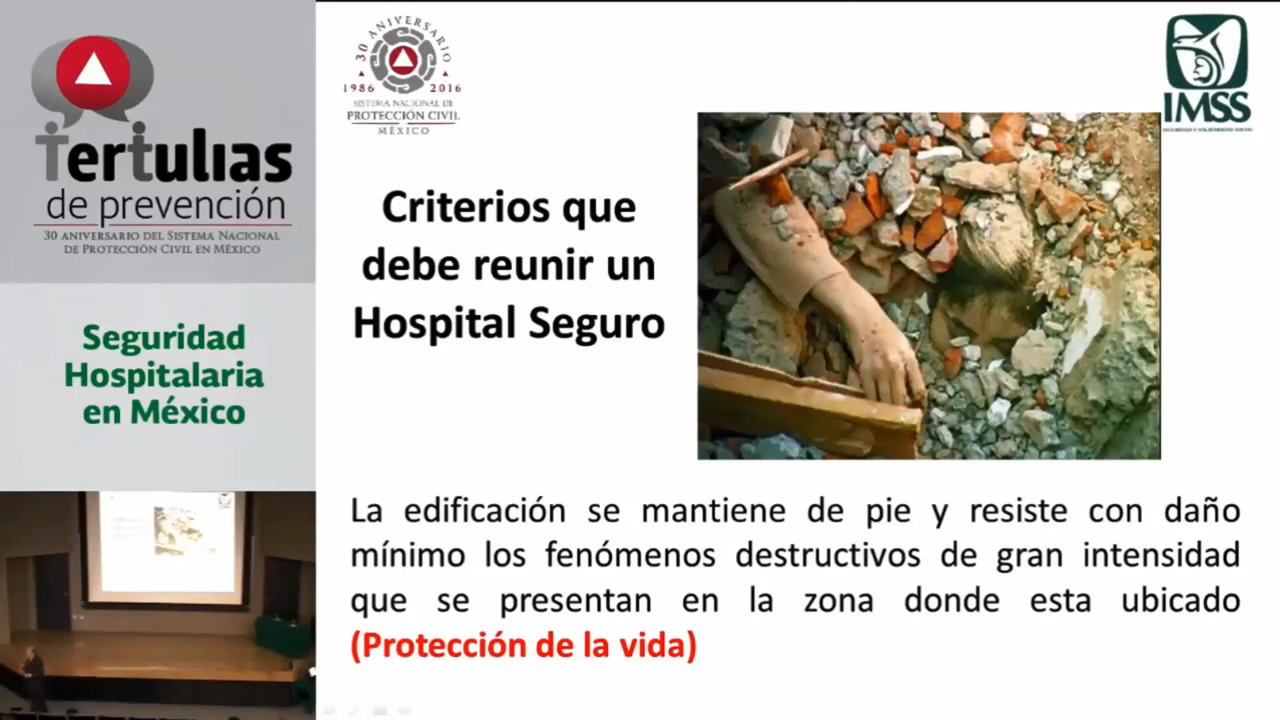 Tertulias
de prevención
30 ANIVERSARIO DEL SISTEMA NACIONAL
DE PROTECCIÓN CIVIL EN MÉXICO
Seguridad
Hospitalaria
en México
30 ANIVERSARIO
1986 2016
SISTEMA NACIONAL DE
PROTECCIÓN CIVIL
MÉXICO
IMSS
Criterios que
debe reunir un
Hospital Seguro
La edificación se mantiene de pie y resiste con daño
mínimo los fenómenos destructivos de gran intensidad
que se presentan en la zona donde esta ubicado
(Protección de la vida)